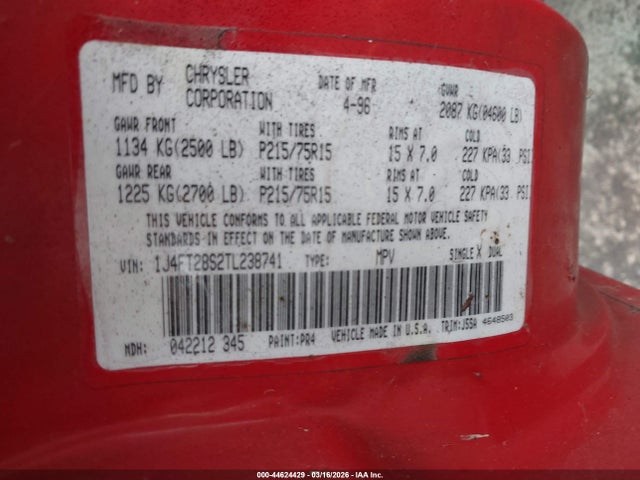 MFD BY CHRYSLER CORPORATION DATE OF MFR 4-96 GVWR 2087 KG(04600 LB)
GAWR FRONT WITH TIRES RIMS AT COLD
1134 KG(2500 LB) P215/75R15 15 X 7.0 227 KPA(33 PSI
GAWR REAR WITH TIRES RIMS AT COLD
1225 KG(2700 LB) P215/75R15 15 X 7.0 227 KPA(33 PSI
THIS VEHICLE CONFORMS TO ALL APPLICABLE FEDERAL MOTOR VEHICLE SAFETY
STANDARDS IN EFFECT ON THE DATE OF MANUFACTURE SHOWN ABOVE.
VIN: 1J4FT28S2TL238741 TYPE: MPV SINGLE X DUAL
MDH: 042212 345 PAINT:PR4 VEHICLE MADE IN U.S.A. TRIM:J5SA 4648503
000-44624429 - 03/16/2026 - IAA Inc.